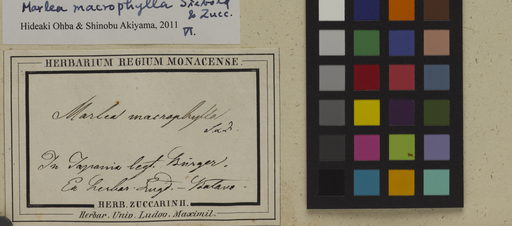 Marlea macrophylla Siebold
& Zucc.
Hideaki Ohba & Shinobu Akiyama, 2011
HERBARIUM REGIUM MONACENSE
Marlea macrophylla
In Japonia legt. Bürger.
Ex herbar. Lugd. – Batavo.
HERB. ZUCCARINII.
Herbar. Univ. Ludov. Maximil.